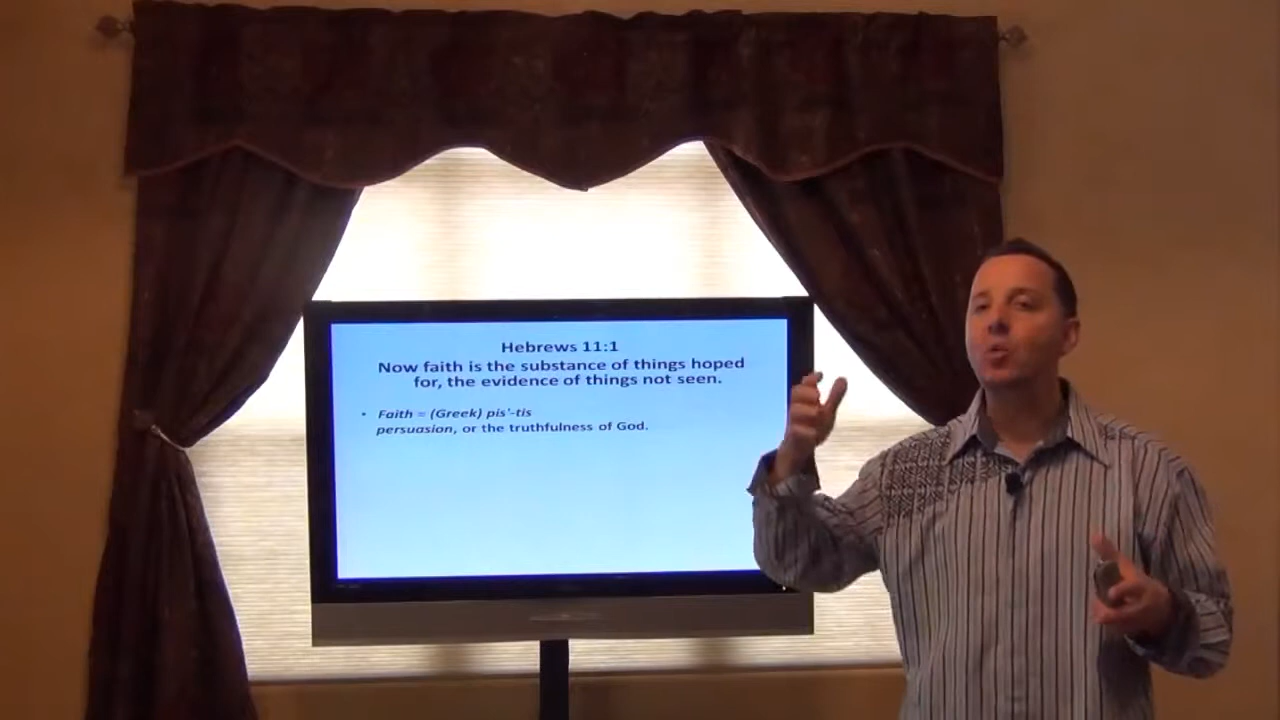 Hebrews 11:1
Now faith is the substance of things hoped
for, the evidence of things not seen.
• Faith = (Greek) pis'-tis
persuasion, or the truthfulness of God.